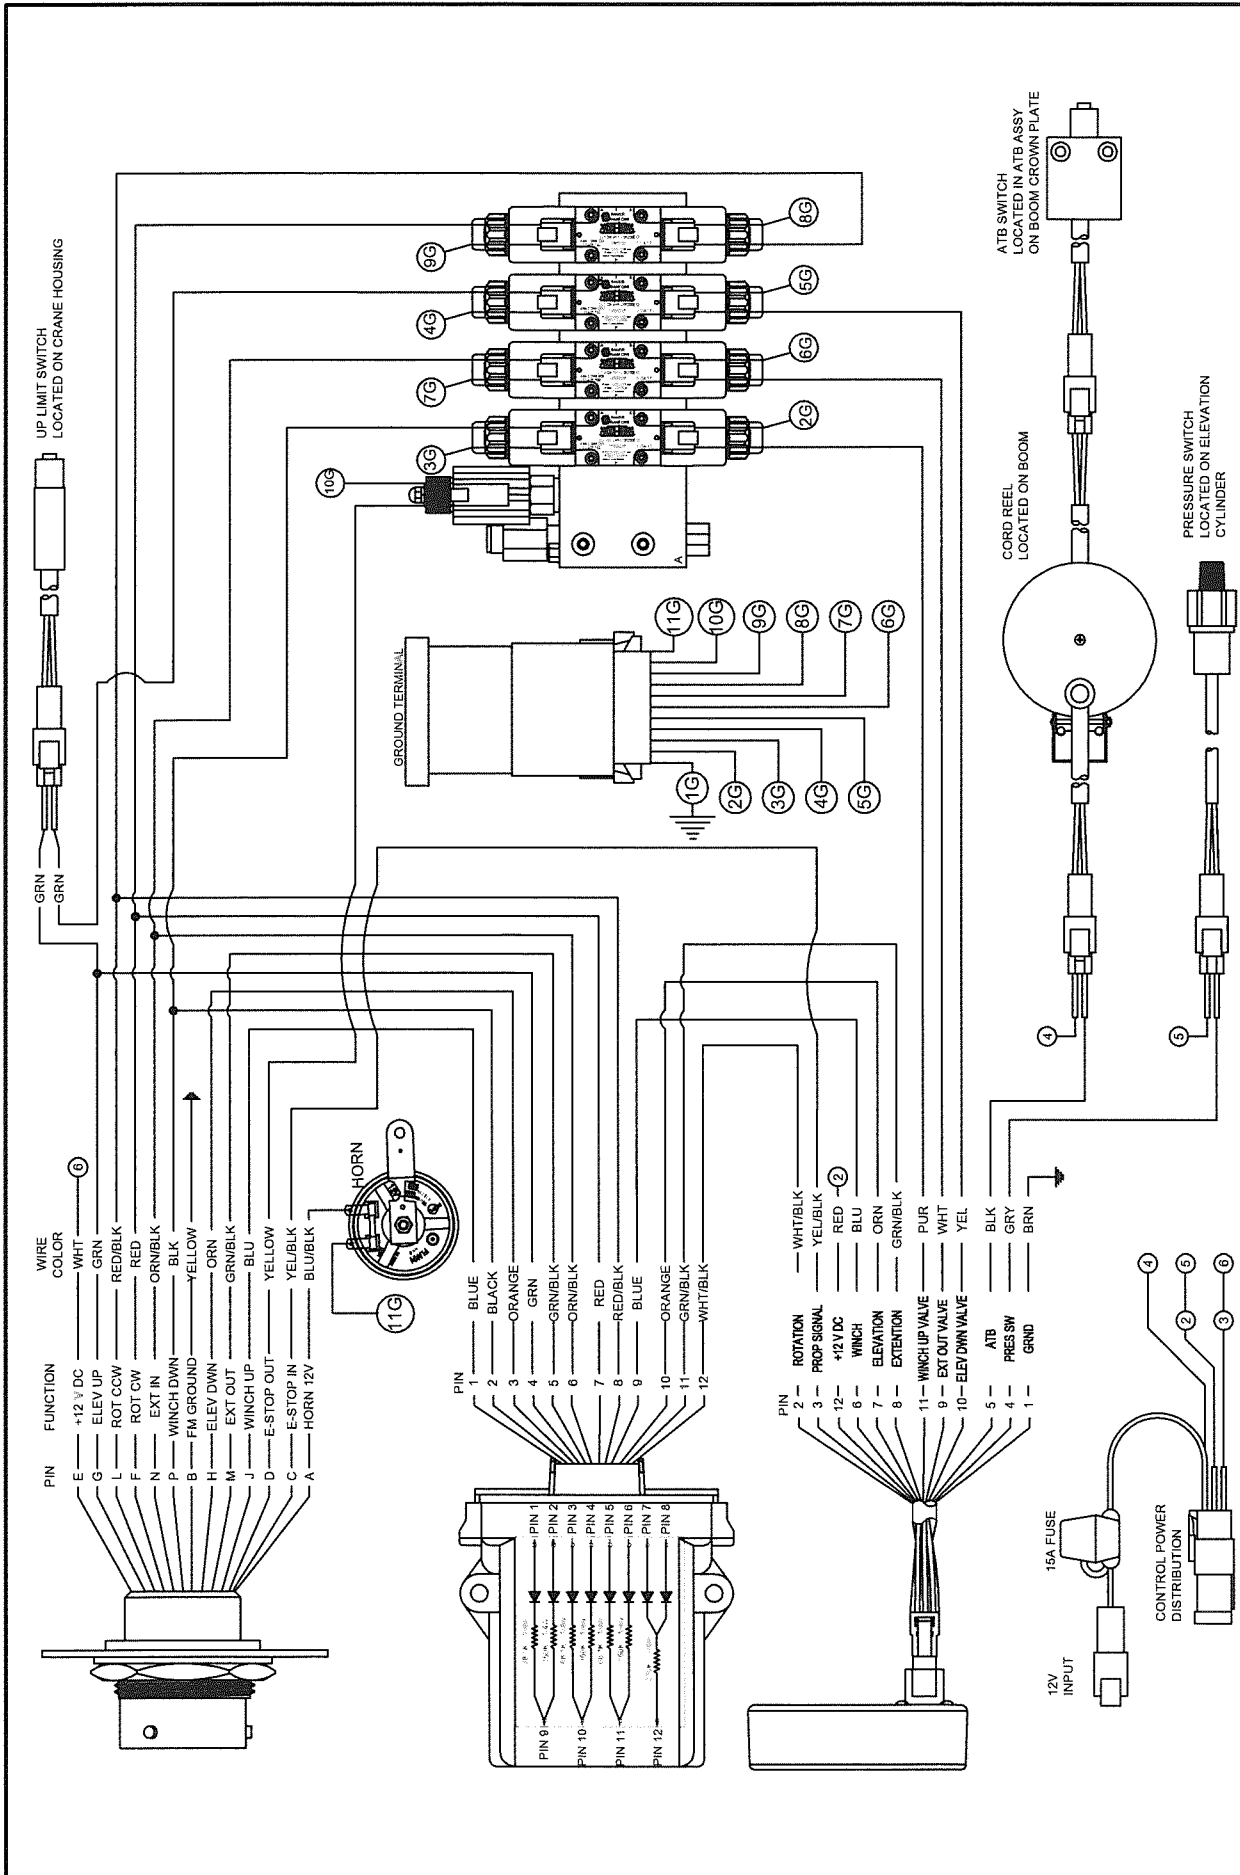 UP LIMIT SWITCH
LOCATED ON CRANE HOUSING
GRN
GRN
PIN FUNCTION WIRE COLOR
E +12 V DC WHT 6
G ELEV UP GRN
L ROT CCW RED/BLK
F ROT CW RED
N EXT IN ORN/BLK
P WINCH DWN BLK
B FM GROUND YELLOW
H ELEV DWN ORN
M EXT OUT GRN/BLK
J WINCH UP BLU
D E-STOP OUT YELLOW
C E-STOP IN YEL/BLK
A HORN 12V BLU/BLK
HORN
11G
9G
4G
7G
3G
10G
8G
5G
6G
2G
A
GROUND TERMINAL
11G
10G
9G
8G
7G
6G
1G
2G
3G
4G
5G
PIN
1 BLUE
2 BLACK
3 ORANGE
4 GRN
5 GRN/BLK
6 ORN/BLK
7 RED
8 RED/BLK
9 BLUE
10 ORANGE
11 GRN/BLK
12 WHT/BLK
PIN 1
PIN 2
PIN 3
PIN 4
PIN 5
PIN 6
PIN 7
PIN 8
PIN 9
PIN 10
PIN 11
PIN 12
PIN
2 ROTATION WHT/BLK
3 PROP SIGNAL YEL/BLK
12 +12 V DC RED 2
6 WINCH BLU
7 ELEVATION ORN
8 EXTENTION GRN/BLK
11 WINCH UP VALVE PUR
9 EXT OUT VALVE WHT
10 ELEV DWN VALVE YEL
5 ATB BLK
4 PRES SW GRY
1 GRND BRN
ATB SWITCH
LOCATED IN ATB ASSY
ON BOOM CROWN PLATE
CORD REEL
LOCATED ON BOOM
4
PRESSURE SWITCH
LOCATED ON ELEVATION
CYLINDER
5
12V
INPUT
15A FUSE
CONTROL POWER
DISTRIBUTION
4
2 5
3 6